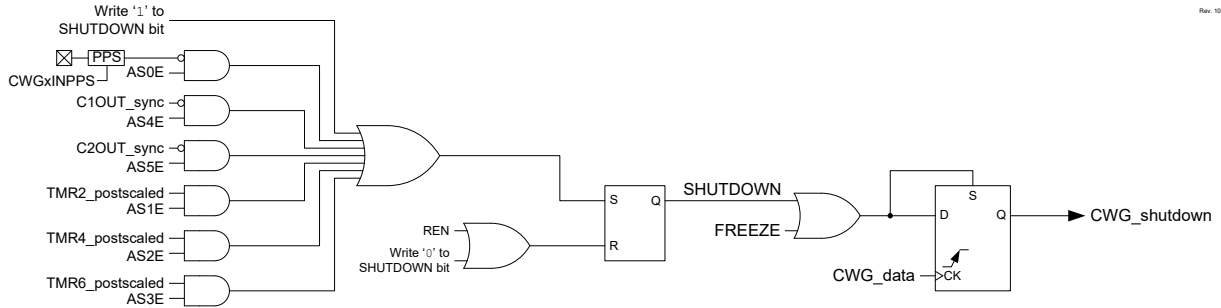 Write ‘1’ to
SHUTDOWN bit
Rev. 10
PPS
AS0E
CWGxINPPS
C1OUT_sync
AS4E
C2OUT_sync
AS5E
TMR2_postscaled
AS1E
TMR4_postscaled
AS2E
TMR6_postscaled
AS3E
REN
Write ‘0’ to
SHUTDOWN bit
S
Q
R
SHUTDOWN
FREEZE
S
D
Q
CWG_data
CK
CWG_shutdown